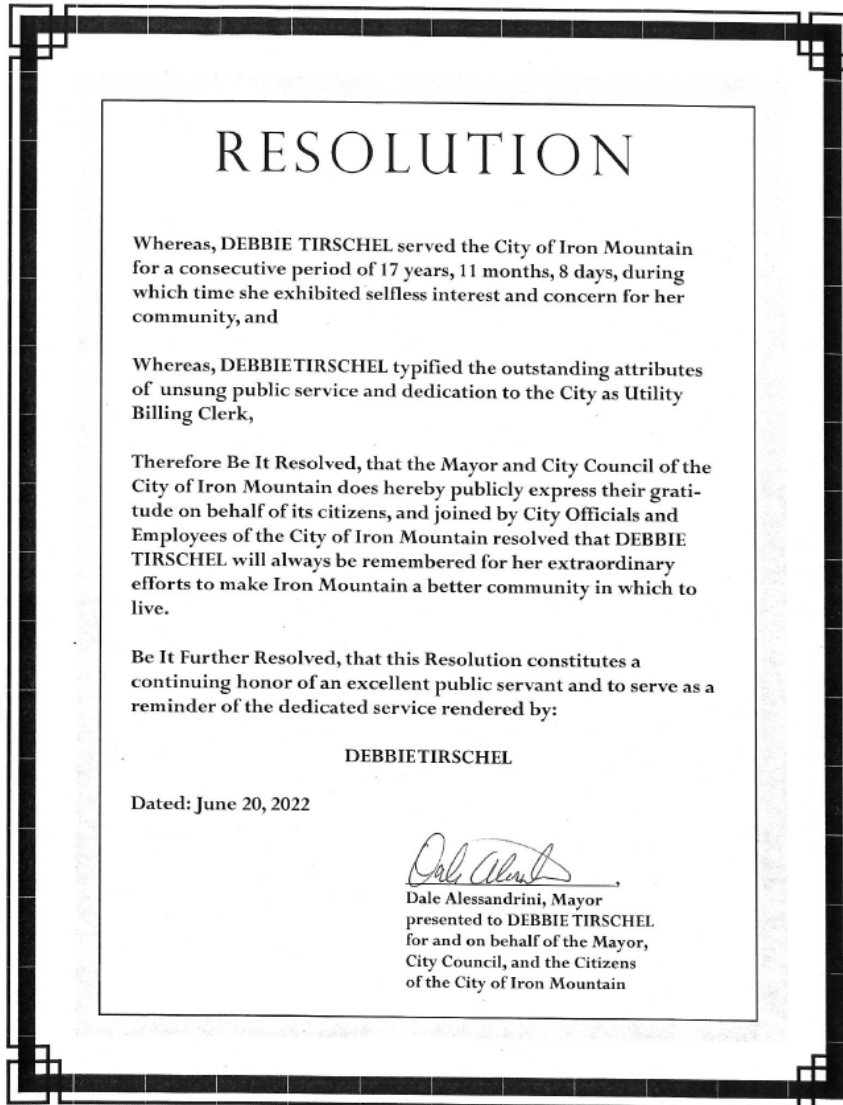 RESOLUTION
Whereas, DEBBIE TIRSCHEL served the City of Iron Mountain
for a consecutive period of 17 years, 11 months, 8 days, during
which time she exhibited selfless interest and concern for her
community, and
Whereas, DEBBIETIRSCHEL typified the outstanding attributes
of unsung public service and dedication to the City as Utility
Billing Clerk,
Therefore Be It Resolved, that the Mayor and City Council of the
City of Iron Mountain does hereby publicly express their grati-
tude on behalf of its citizens, and joined by City Officials and
Employees of the City of Iron Mountain resolved that DEBBIE
TIRSCHEL will always be remembered for her extraordinary
efforts to make Iron Mountain a better community in which to
live.
Be It Further Resolved, that this Resolution constitutes a
continuing honor of an excellent public servant and to serve as a
reminder of the dedicated service rendered by:
DEBBIETIRSCHEL
Dated: June 20, 2022
,
Dale Alessandrini, Mayor
presented to DEBBIE TIRSCHEL
for and on behalf of the Mayor,
City Council, and the Citizens
of the City of Iron Mountain